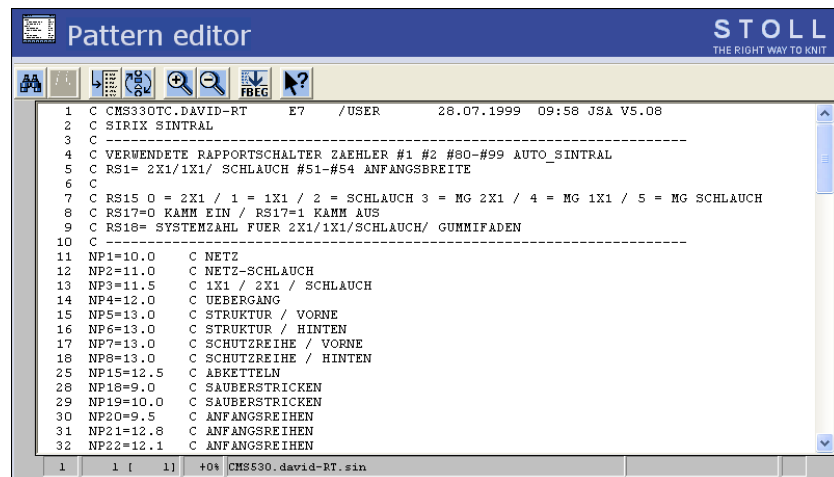 Pattern editor
STOLL
THE RIGHT WAY TO KNIT
FBEG
1 C CMS330TC.DAVID-RT E7 /USER 28.07.1999 09:58 JSA V5.08
2 C SIRIX SINTRAL
3 C -----------------------------------------------------------------------
4 C VERWENDETE RAPPORTSCHALTER ZAEHLER #1 #2 #80-#99 AUTO_SINTRAL
5 C RS1= 2X1/1X1/ SCHLAUCH #51-#54 ANFANGSBREITE
6 C
7 C RS15 0 = 2X1 / 1 = 1X1 / 2 = SCHLAUCH 3 = MG 2X1 / 4 = MG 1X1 / 5 = MG SCHLAUCH
8 C RS17=0 KAMM EIN / RS17=1 KAMM AUS
9 C RS18= SYSTEMZAHL FUER 2X1/1X1/SCHLAUCH/ GUMMIFADEN
10 C -----------------------------------------------------------------------
11 NP1=10.0 C NETZ
12 NP2=11.0 C NETZ-SCHLAUCH
13 NP3=11.5 C 1X1 / 2X1 / SCHLAUCH
14 NP4=12.0 C UEBERGANG
15 NP5=13.0 C STRUKTUR / VORNE
16 NP6=13.0 C STRUKTUR / HINTEN
17 NP7=13.0 C SCHUTZREIHE / VORNE
18 NP8=13.0 C SCHUTZREIHE / HINTEN
25 NP15=12.5 C ABKETTELN
28 NP18=9.0 C SAUBERSTRICKEN
29 NP19=10.0 C SAUBERSTRICKEN
30 NP20=9.5 C ANFANGSREIHEN
31 NP21=12.8 C ANFANGSREIHEN
32 NP22=12.1 C ANFANGSREIHEN
1 1 [ 1] +0% CMS530.david-RT.sin